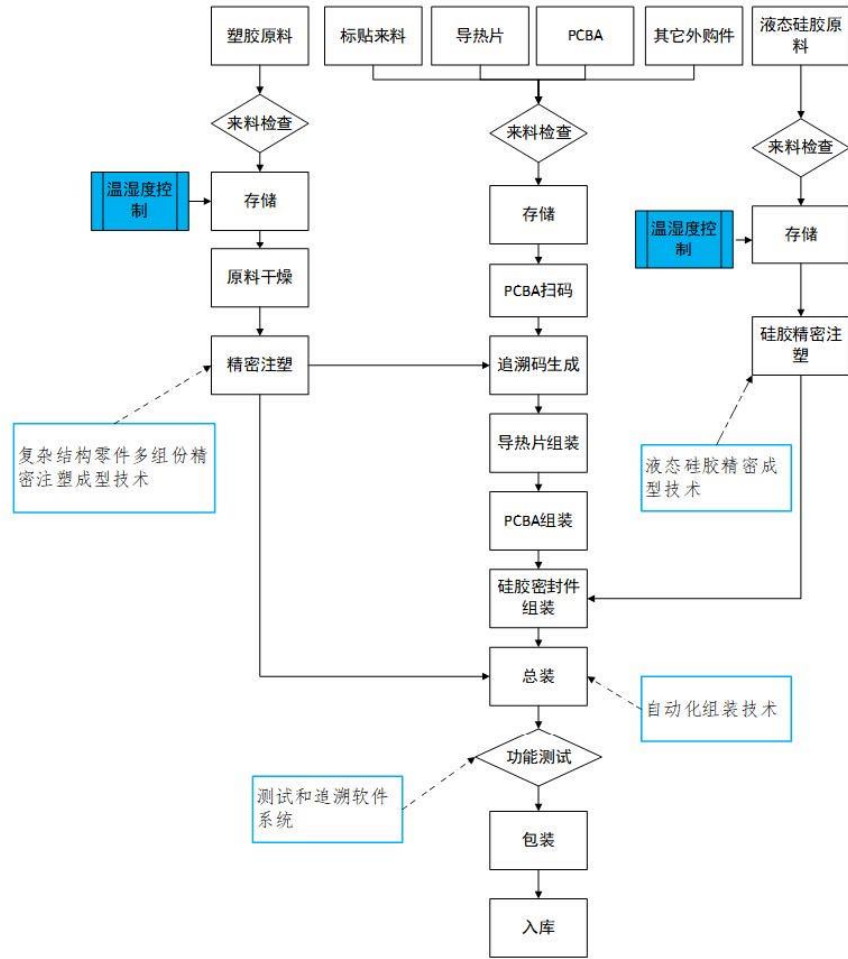 塑胶原料
标贴来料
导热片
PCBA
其它外购件
液态硅胶原
料
来料检查
来料检查
来料检查
温湿度控
制
存储
存储
温湿度控
制
存储
原料干燥
PCBA扫码
精密注塑
追溯码生成
硅胶精密注
塑
复杂结构零件多组份精
密注塑成型技术
导热片组装
液态硅胶精密成
型技术
PCBA组装
硅胶密封件
组装
总装
自动化组装技术
功能测试
测试和追溯软件
系统
包装
入库